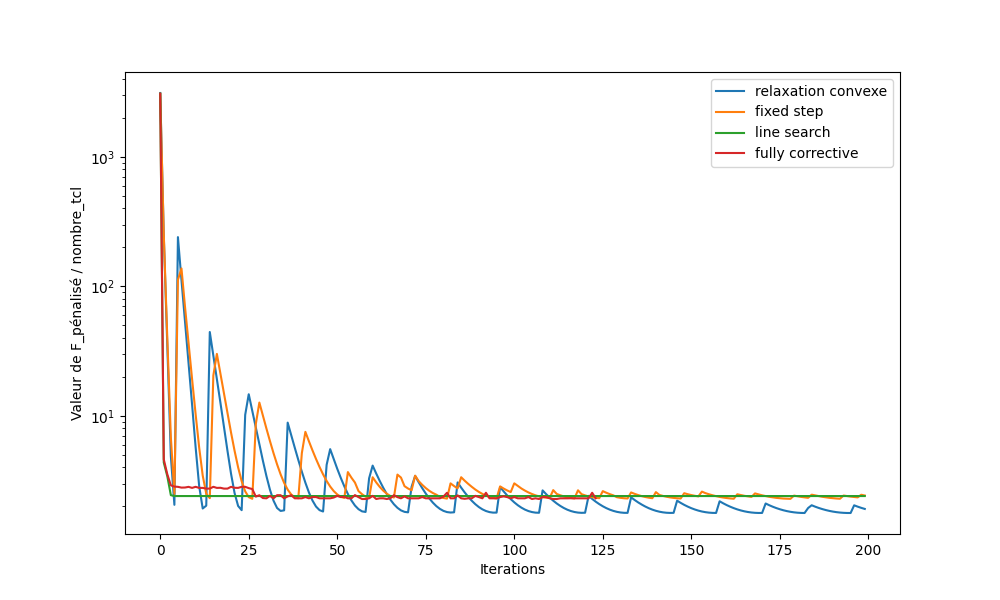 relaxation convexe
fixed step
line search
fully corrective
Valeur de F_pénalisé / nombre_tcl
10³
10²
10¹
0 25 50 75 100 125 150 175 200
Iterations